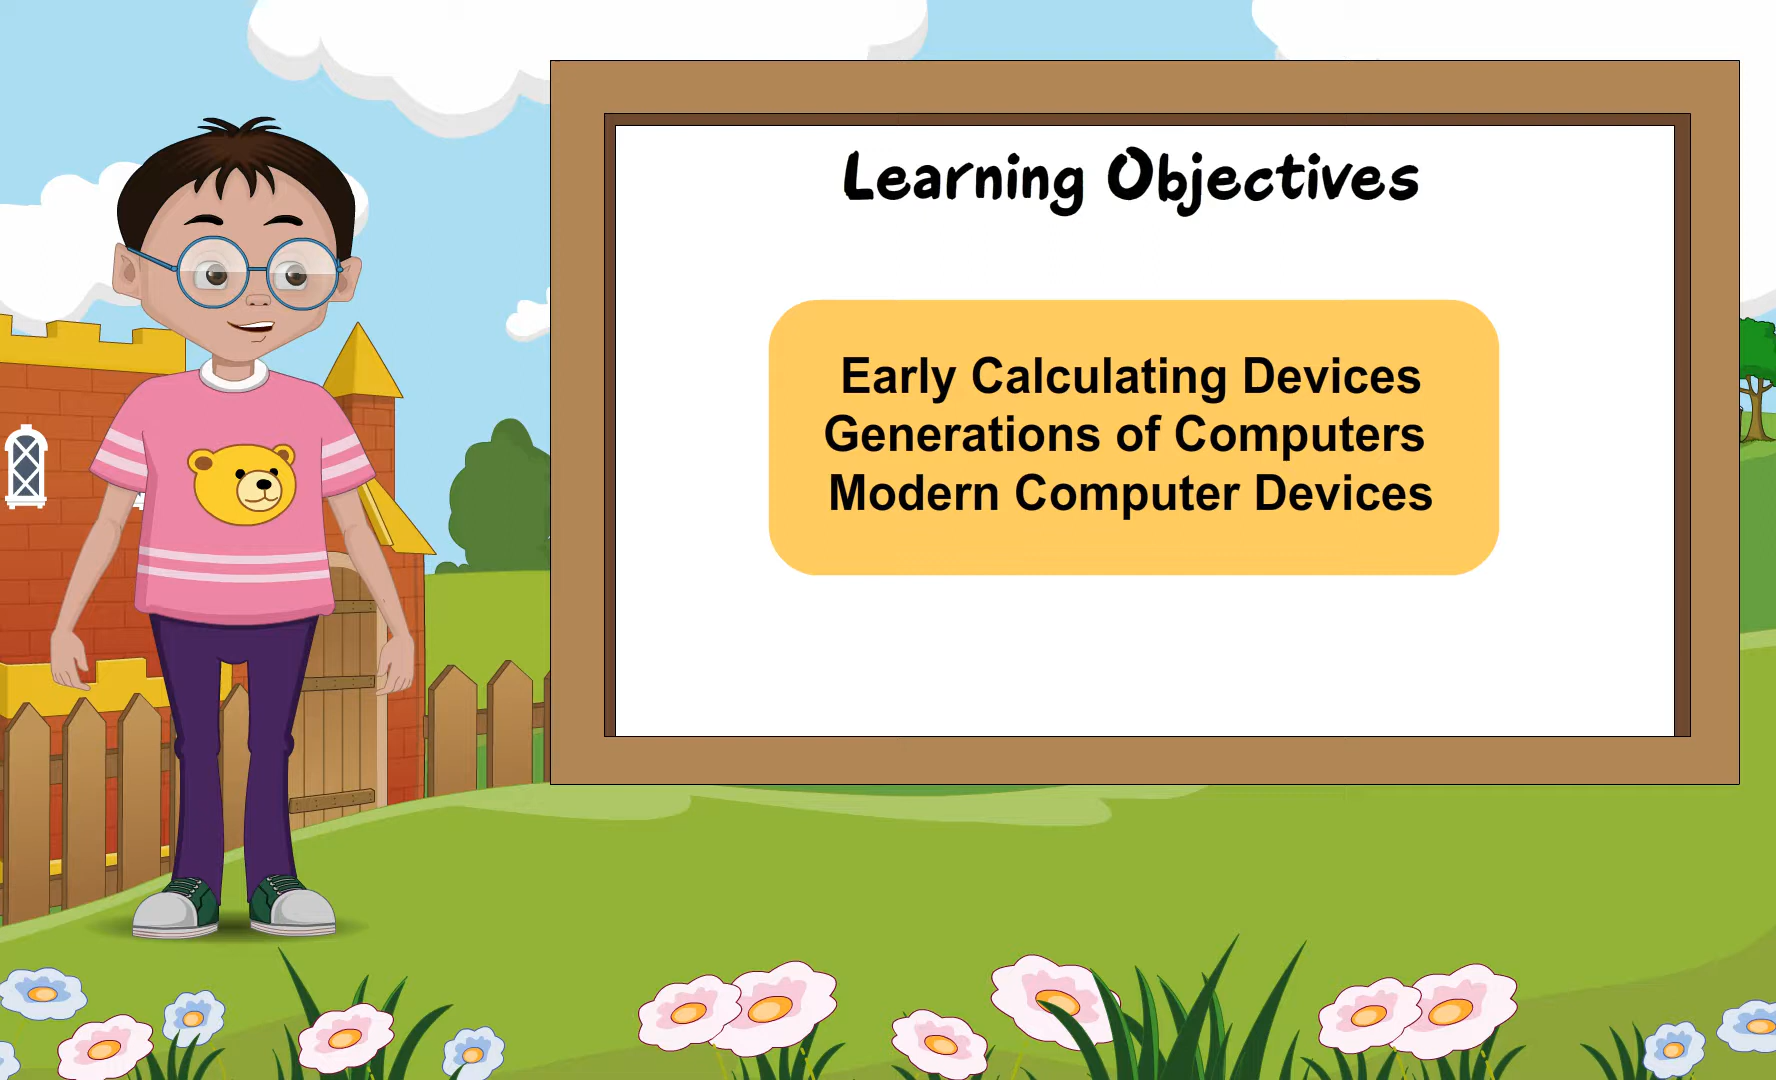 Learning Objectives
Early Calculating Devices
Generations of Computers
Modern Computer Devices